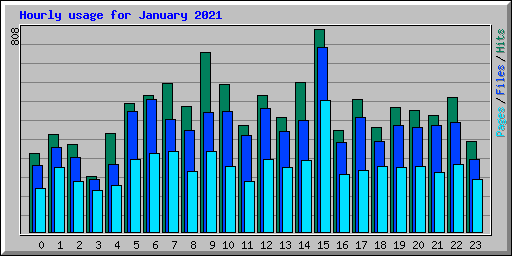 Hourly usage for January 2021
808
Pages/Files/Hits
0 1 2 3 4 5 6 7 8 9 10 11 12 13 14 15 16 17 18 19 20 21 22 23